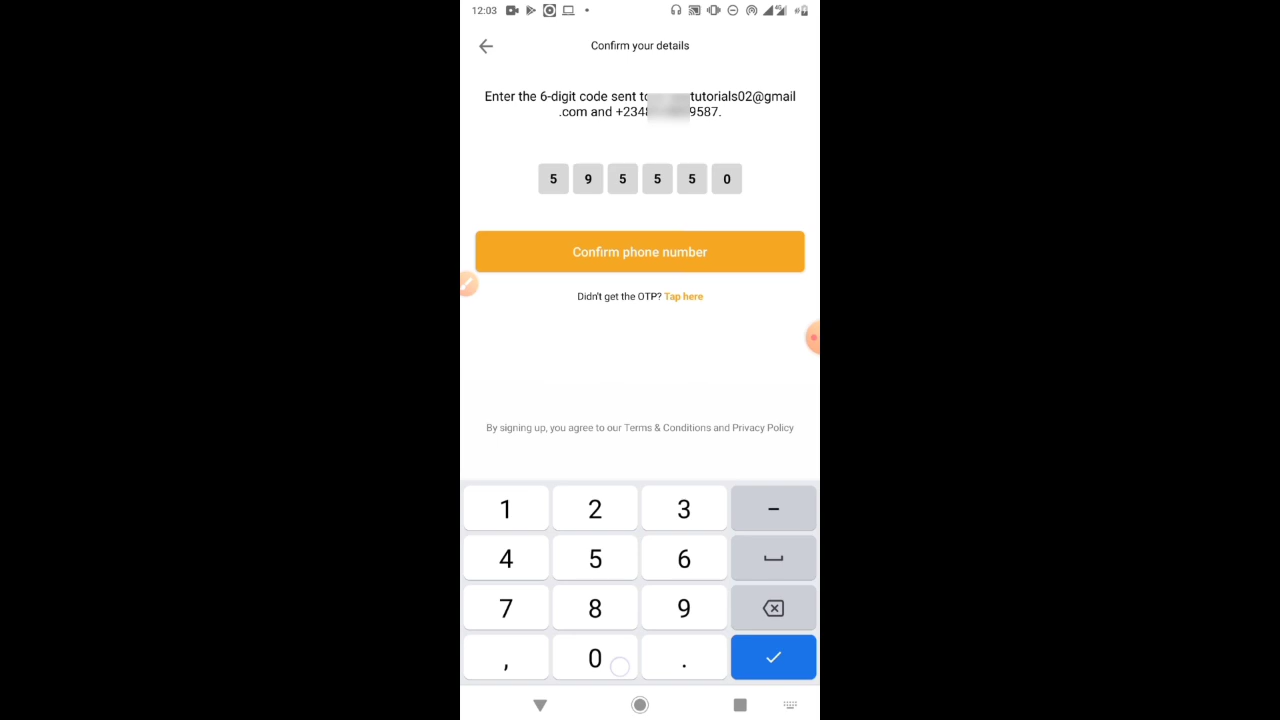 12:03
Confirm your details
Enter the 6-digit code sent to tutorials02@gmail
.com and +234 9587.
5 9 5 5 5 0
Confirm phone number
Didn't get the OTP? Tap here
By signing up, you agree to our Terms & Conditions and Privacy Policy
1 2 3 -
4 5 6
7 8 9
, 0 .